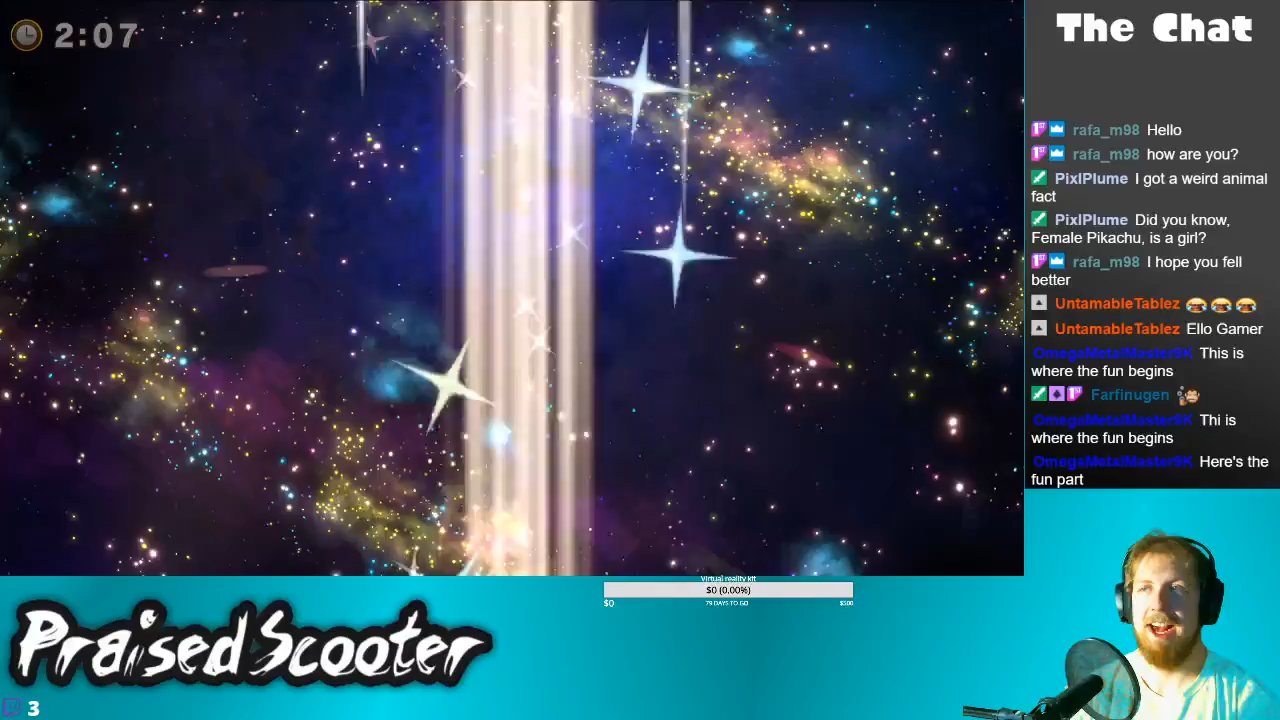 2:07
The Chat
rafa_m98 Hello
rafa_m98 how are you?
PixlPlume I got a weird animal
fact
PixlPlume Did you know,
Female Pikachu, is a girl?
rafa_m98 I hope you fell
better
UntamableTablez
UntamableTablez Ello Gamer
OmegaMetalMaster9K This is
where the fun begins
Farfinugen
OmegaMetalMaster9K Thi is
where the fun begins
OmegaMetalMaster9K Here's the
fun part
Virtual reality kit
$0 (0.00%)
$0 79 DAYS TO GO $500
PraisedScooter
3